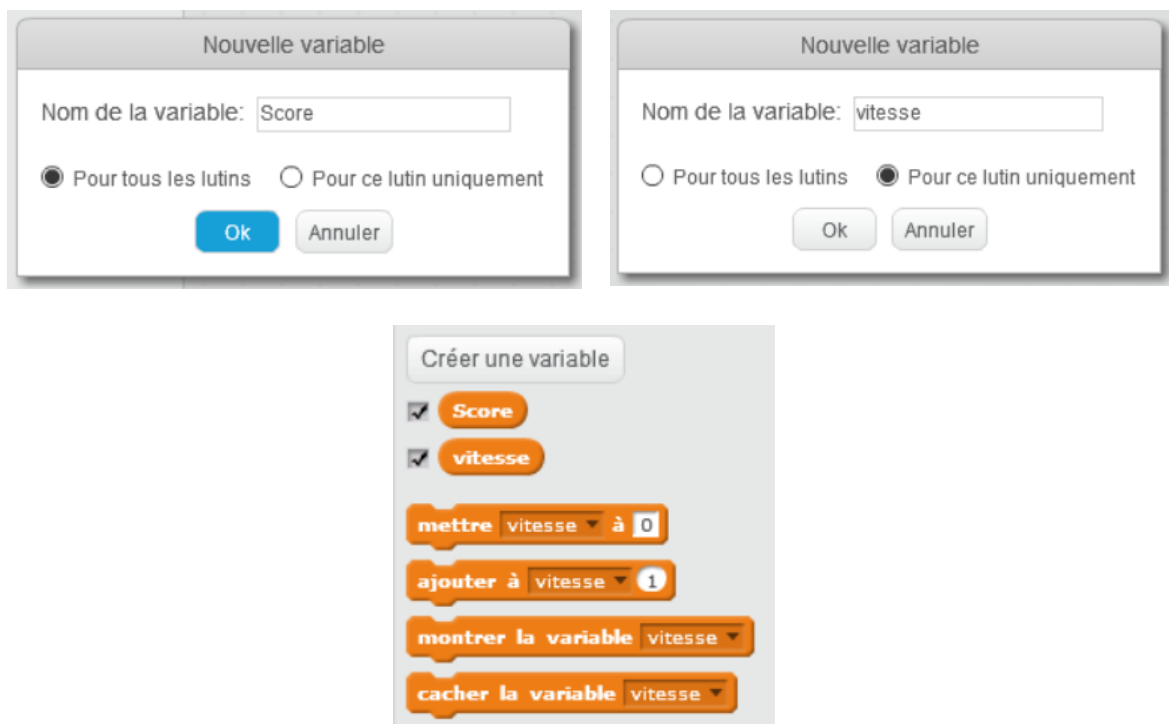 Nouvelle variable
Nom de la variable: Score
Pour tous les lutins Pour ce lutin uniquement
Ok Annuler
Nouvelle variable
Nom de la variable: vitesse
Pour tous les lutins Pour ce lutin uniquement
Ok Annuler
Créer une variable
Score
vitesse
mettre vitesse à 0
ajouter à vitesse 1
montrer la variable vitesse
cacher la variable vitesse